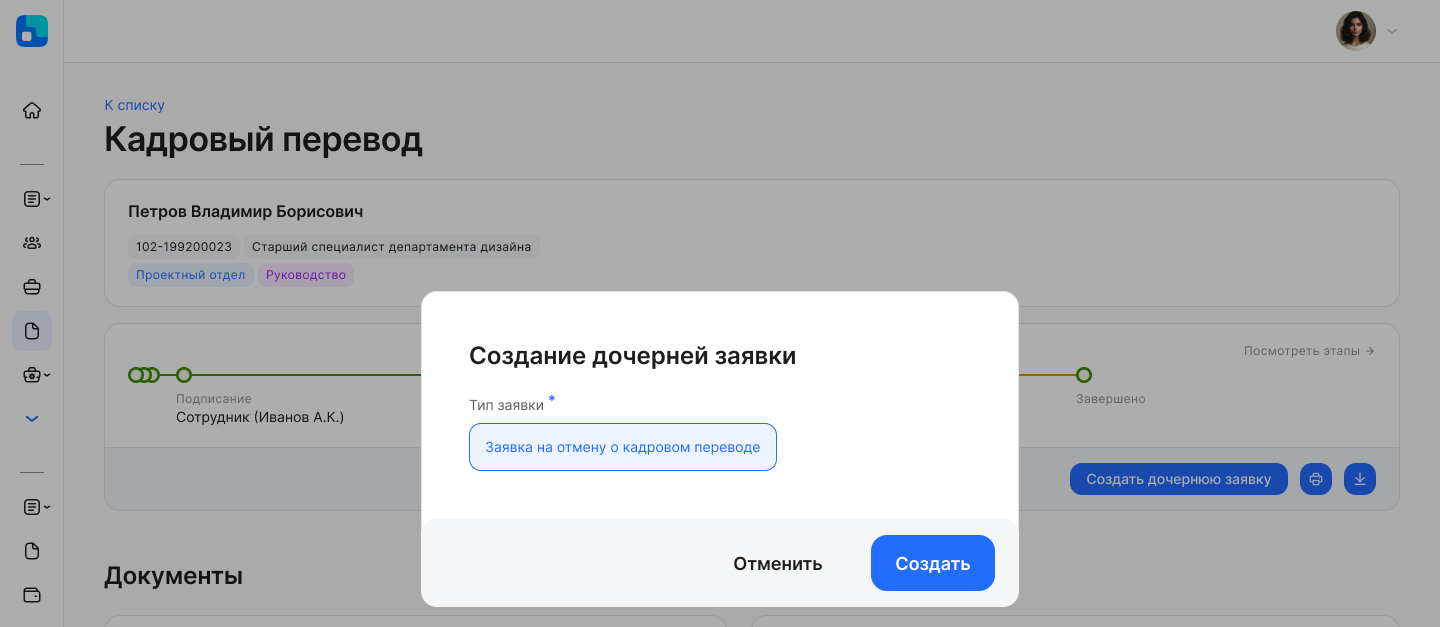 К списку
Кадровый перевод
Петров Владимир Борисович
102-199200023 Старший специалист департамента дизайна
Проектный отдел Руководство
Посмотреть этапы →
Подписание
Сотрудник (Иванов А.К.)
Завершено
Создать дочернюю заявку
Создание дочерней заявки
Тип заявки *
Заявка на отмену о кадровом переводе
Отменить Создать
Документы